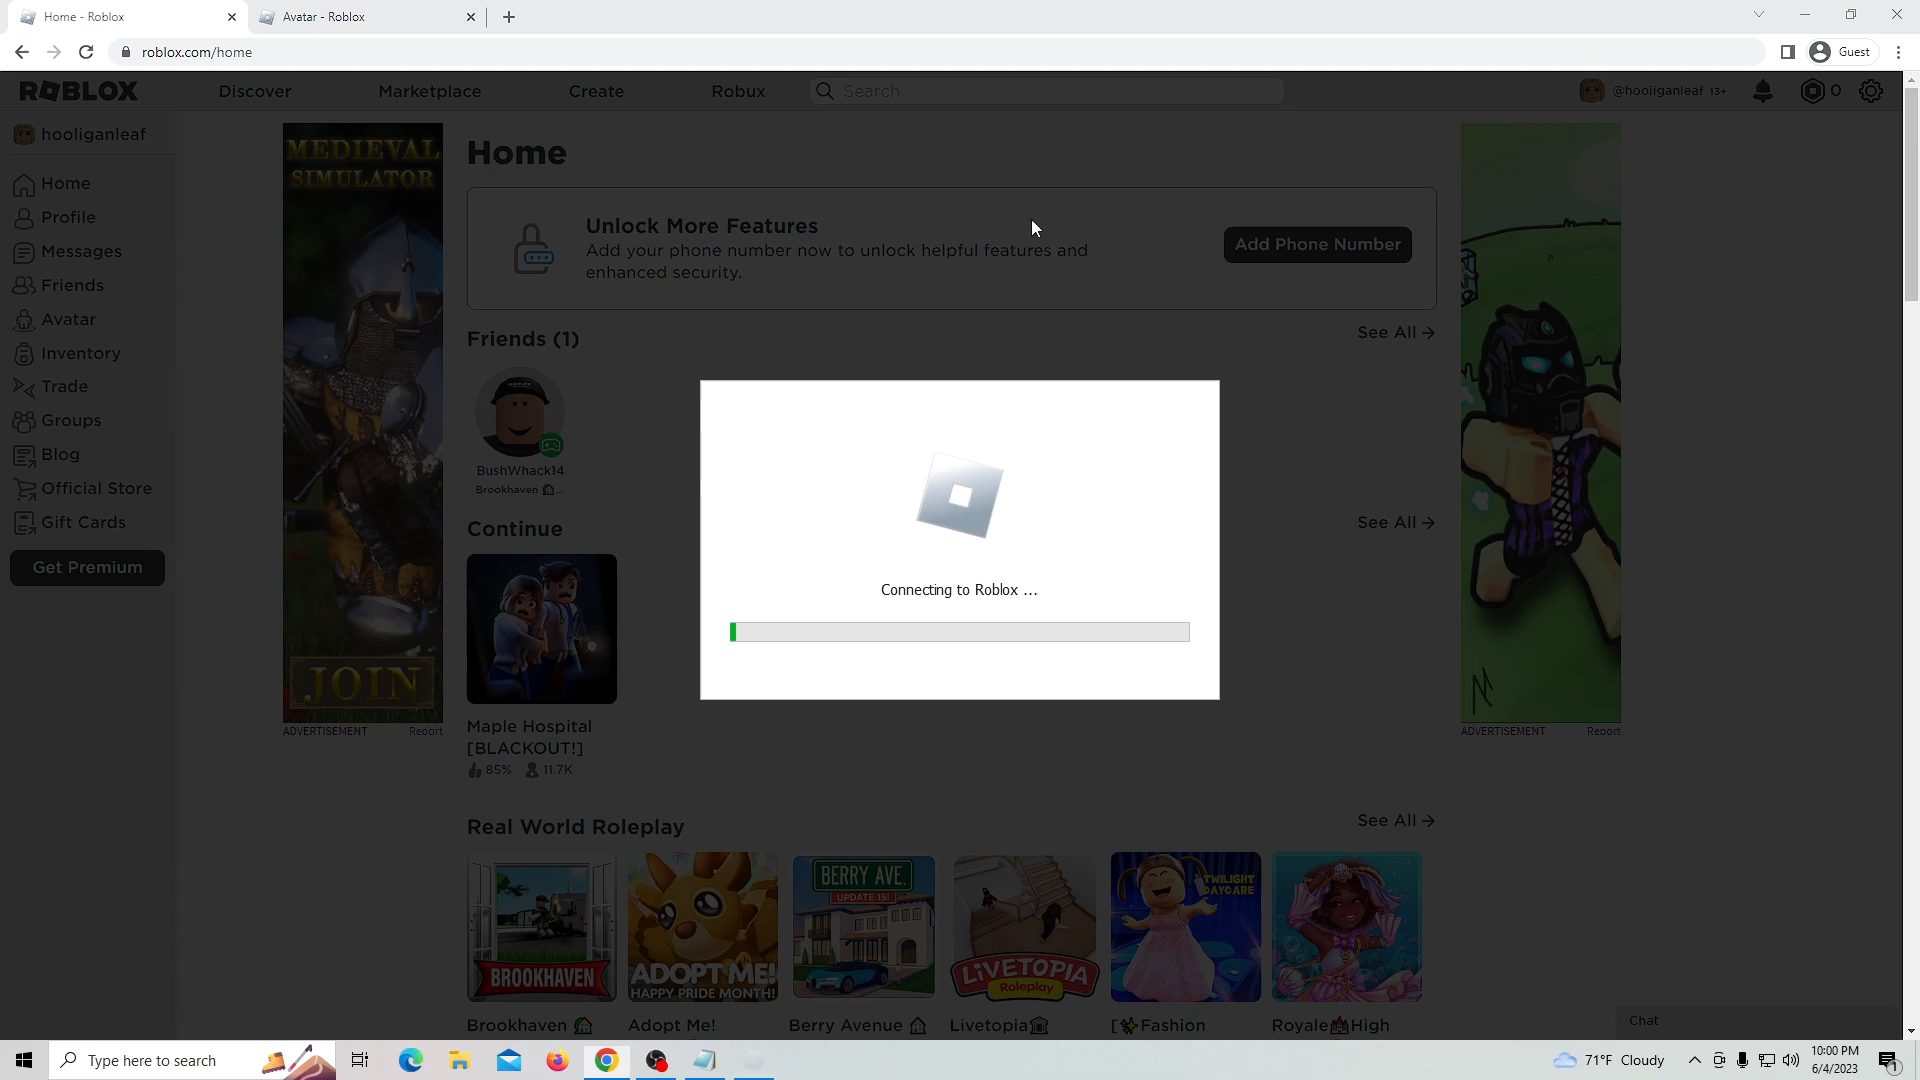 Home - Roblox
Avatar - Roblox
roblox.com/home
Guest
ROBLOX
Discover
Marketplace
Create
Robux
Search
@hooliganleaf 13+
0
hooliganleaf
Home
Profile
Messages
Friends
Avatar
Inventory
Trade
Groups
Blog
Official Store
Gift Cards
Get Premium
MEDIEVAL
SIMULATOR
JOIN
ADVERTISEMENT
Report
Home
Unlock More Features
Add your phone number now to unlock helpful features and
enhanced security.
Add Phone Number
Friends (1)
See All →
BushWhack14
Brookhaven 🏠...
Continue
See All →
Connecting to Roblox ...
Maple Hospital
[BLACKOUT!]
85% 11.7K
ADVERTISEMENT
Report
Real World Roleplay
See All →
BROOKHAVEN
ADOPT ME!
HAPPY PRIDE MONTH!
BERRY AVE.
UPDATE 15!
LIVETOPIA
Roleplay
TWILIGHT
DAYCARE
Brookhaven 🏠
Adopt Me!
Berry Avenue 🏠
Livetopia🏛️
[✨Fashion
Royale🏰High
Chat
Type here to search
71°F Cloudy
10:00 PM
6/4/2023
1